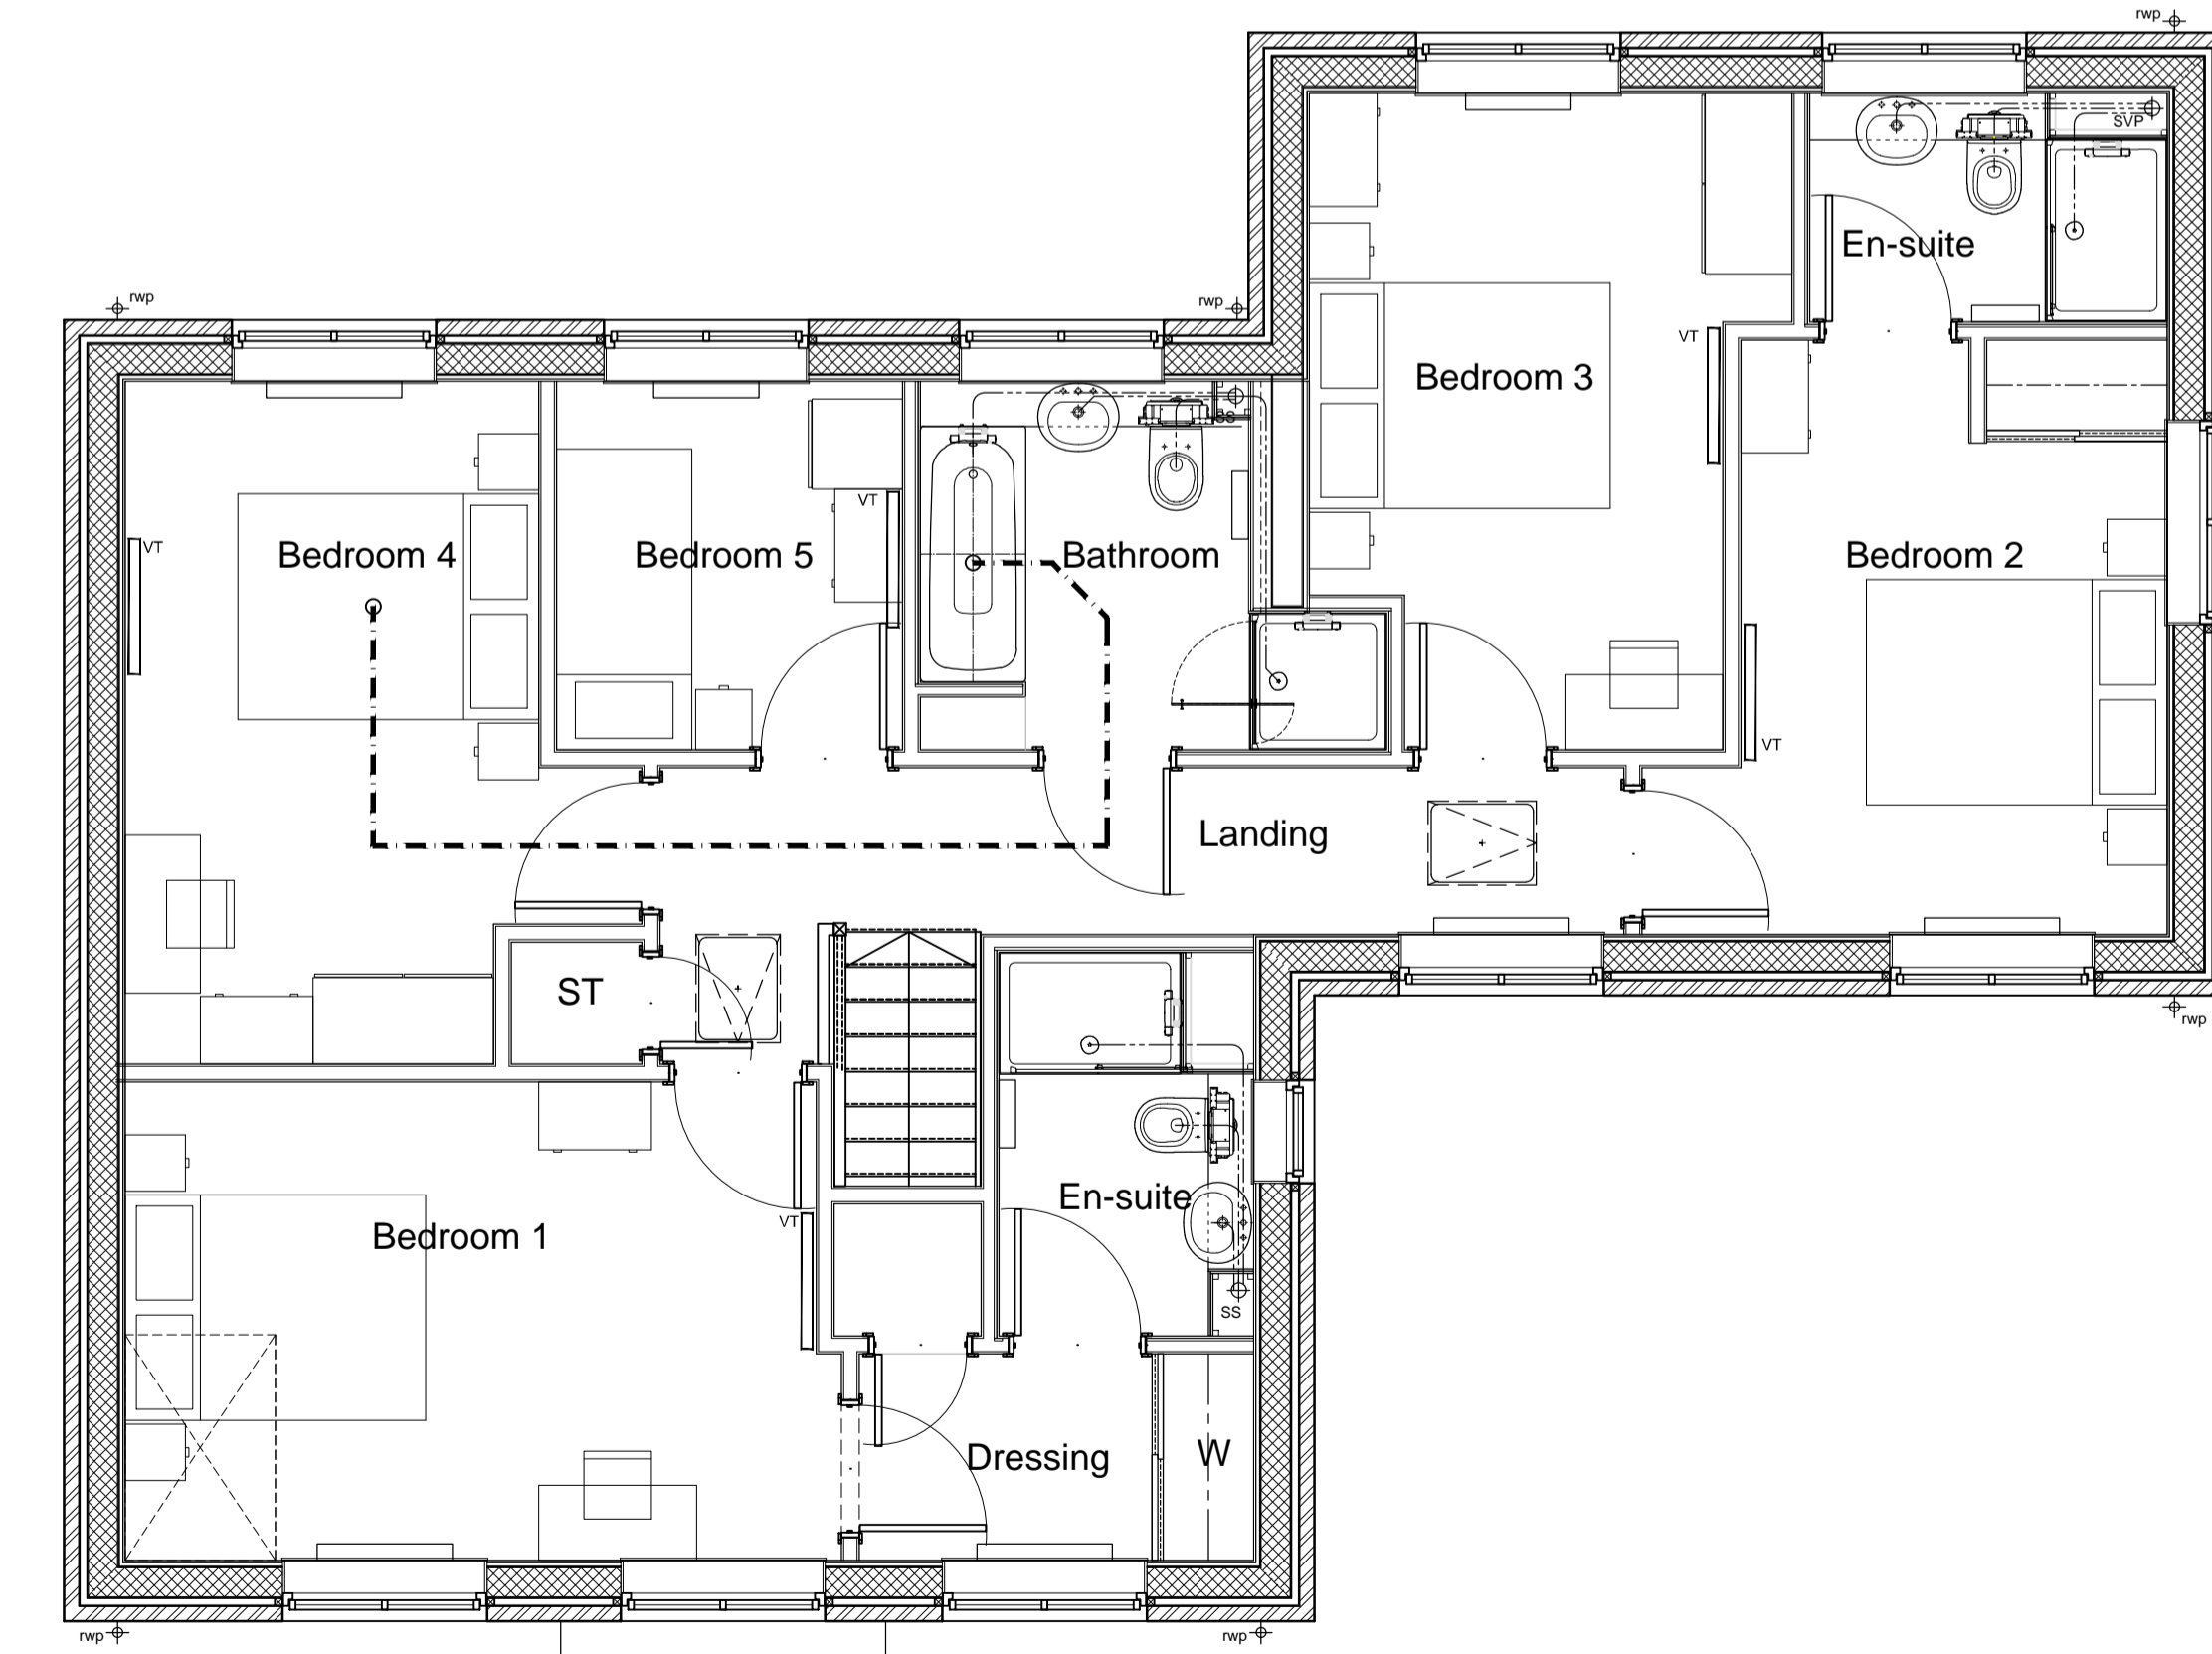 rwp
SVP
En-suite
rwp
rwp
VT
Bedroom 3
SS
VT
VT
Bedroom 4
Bedroom 5
Bathroom
Bedroom 2
VT
Landing
ST
rwp
En-suite
VT
Bedroom 1
SS
Dressing
W
rwp
rwp